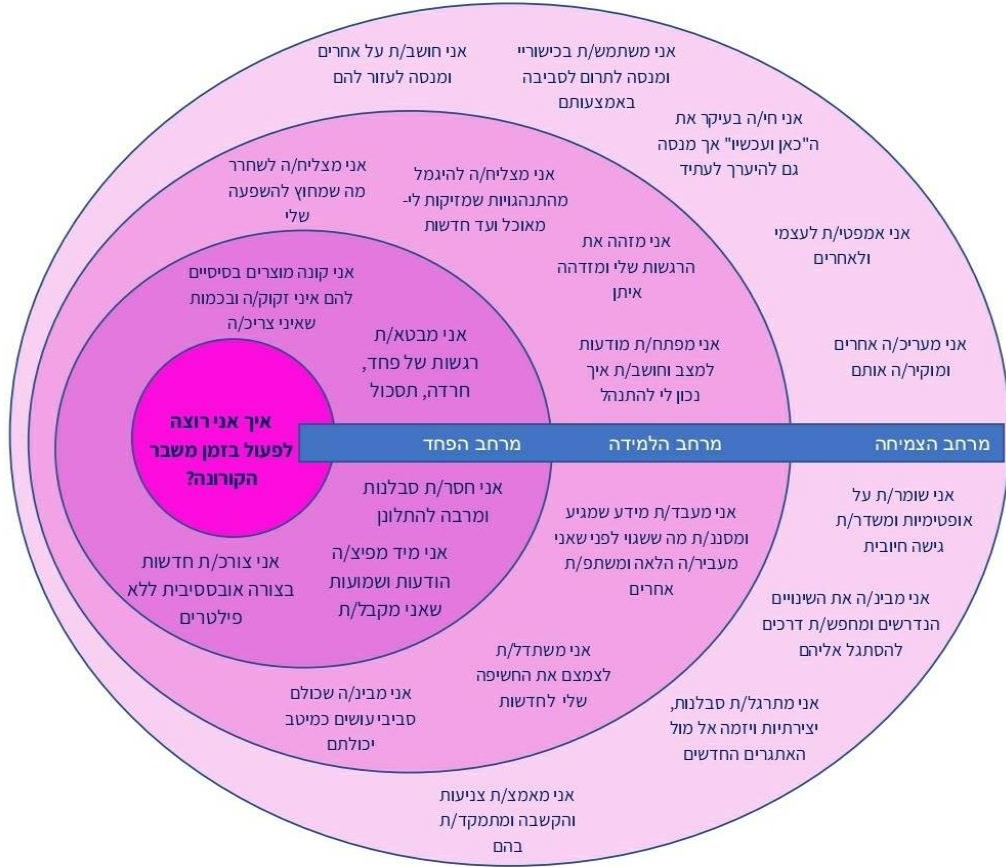 אני חושב/ת על אחרים
ומנסה לעזור להם
אני משתמש/ת בכישוריי
ומנסה לתרום לסביבה
באמצעותם
אני חי/ה בעיקר את
ה"כאן ועכשיו" אך מנסה
גם להיערך לעתיד
אני אמפטי/ת לעצמי
ולאחרים
אני מעריכ/ה אחרים
ומוקיר/ה אותם
אני מצליח/ה לשחרר
מה שמחוץ להשפעה
שלי
אני מצליח/ה להיגמל
מהתנהגויות שמזיקות לי-
מאוכל ועד חדשות
אני מזהה את
הרגשות שלי ומזדהה
איתן
אני מפתח/ת מודעות
למצב וחושב/ת איך
נכון לי להתנהל
אני קונה מוצרים בסיסיים
להם איני זקוק/ה ובכמות
שאיני צריכ/ה
אני מבטא/ת
רגשות של פחד,
חרדה, תסכול
איך אני רוצה
לפעול בזמן משבר
הקורונה?
מרחב הפחד
מרחב הלמידה
מרחב הצמיחה
אני חסר/ת סבלנות
ומרבה להתלונן
אני מיד מפיצ/ה
הודעות ושמועות
שאני מקבל/ת
אני צורכ/ת חדשות
בצורה אובססיבית ללא
פילטרים
אני מעבד/ת מידע שמגיע
ומסננ/ת מה ששגוי לפני שאני
מעביר/ה הלאה ומשתפ/ת
אחרים
אני משתדל/ת
לצמצם את החשיפה
שלי לחדשות
אני מבינ/ה שכולם
סביבי עושים כמיטב
יכולתם
אני שומר/ת על
אופטימיות ומשדר/ת
גישה חיובית
אני מבינ/ה את השינויים
הנדרשים ומחפש/ת דרכים
להסתגל אליהם
אני מתרגל/ת סבלנות,
יצירתיות ויזמה אל מול
האתגרים החדשים
אני מאמצ/ת צניעות
והקשבה ומתמקד/ת
בהם